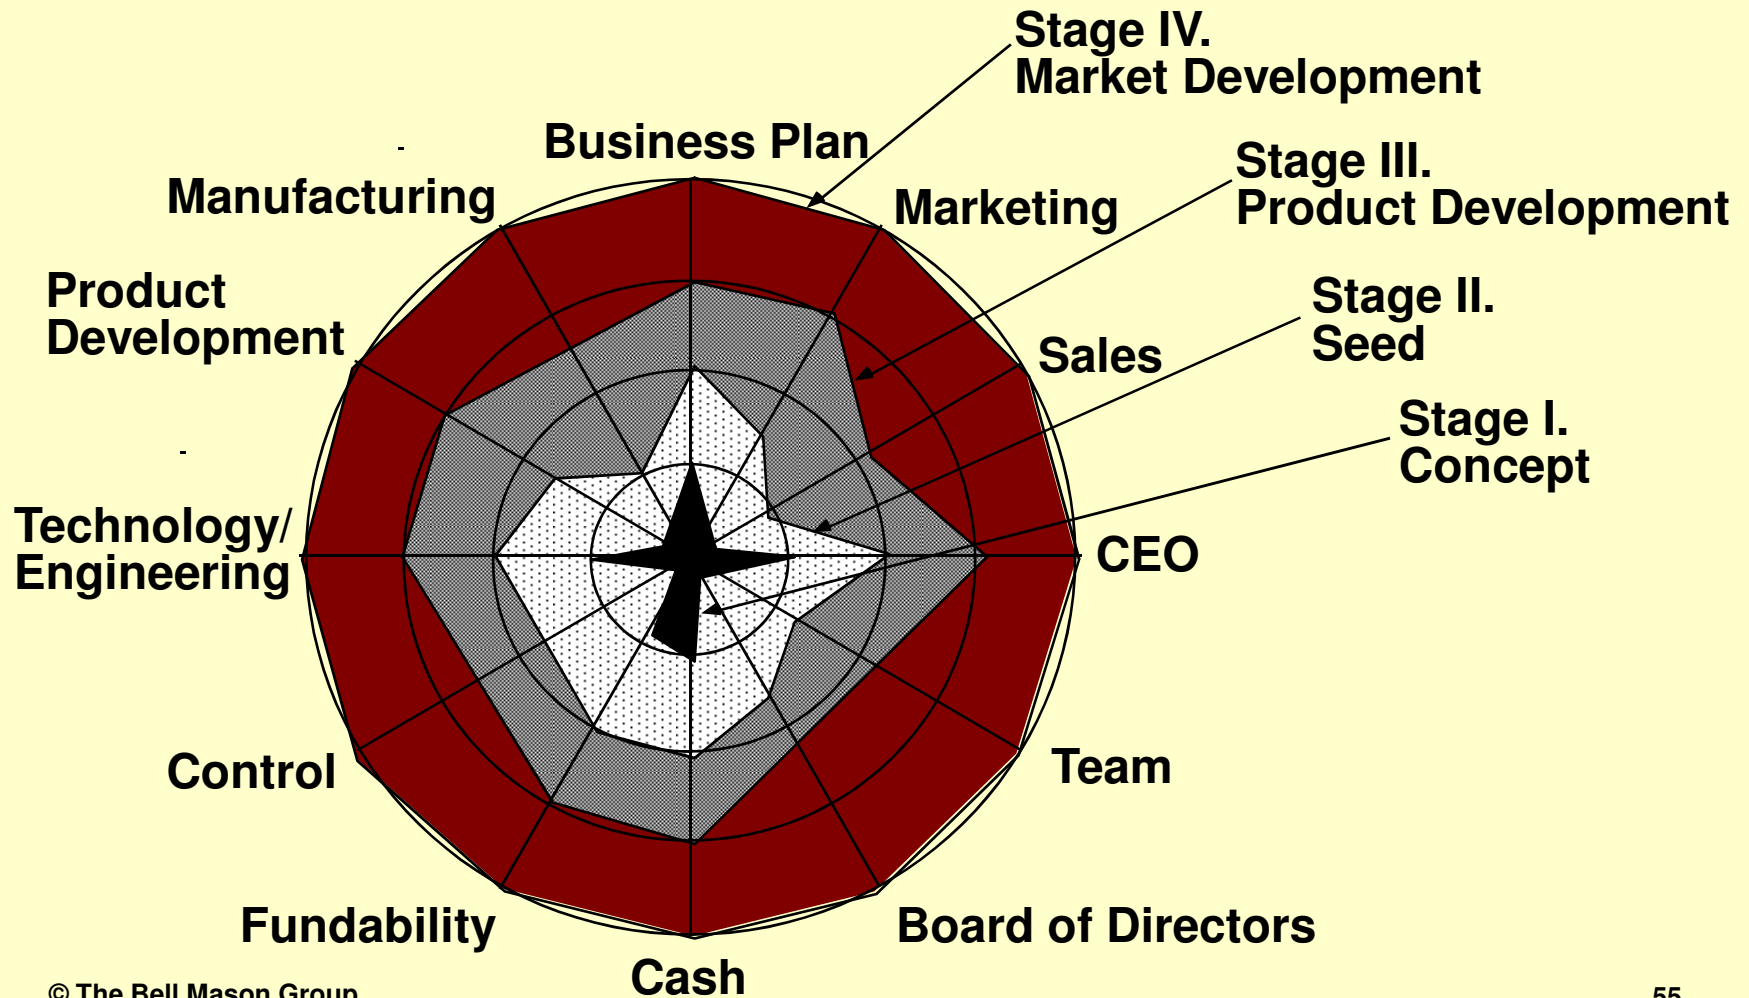 Stage IV.
Market Development
Business Plan
Stage III.
Product Development
Manufacturing
Marketing
Product
Development
Stage II.
Seed
Sales
Stage I.
Concept
Technology/
Engineering
CEO
Control
Team
Fundability
Board of Directors
Cash
© The Bell Mason Group
55